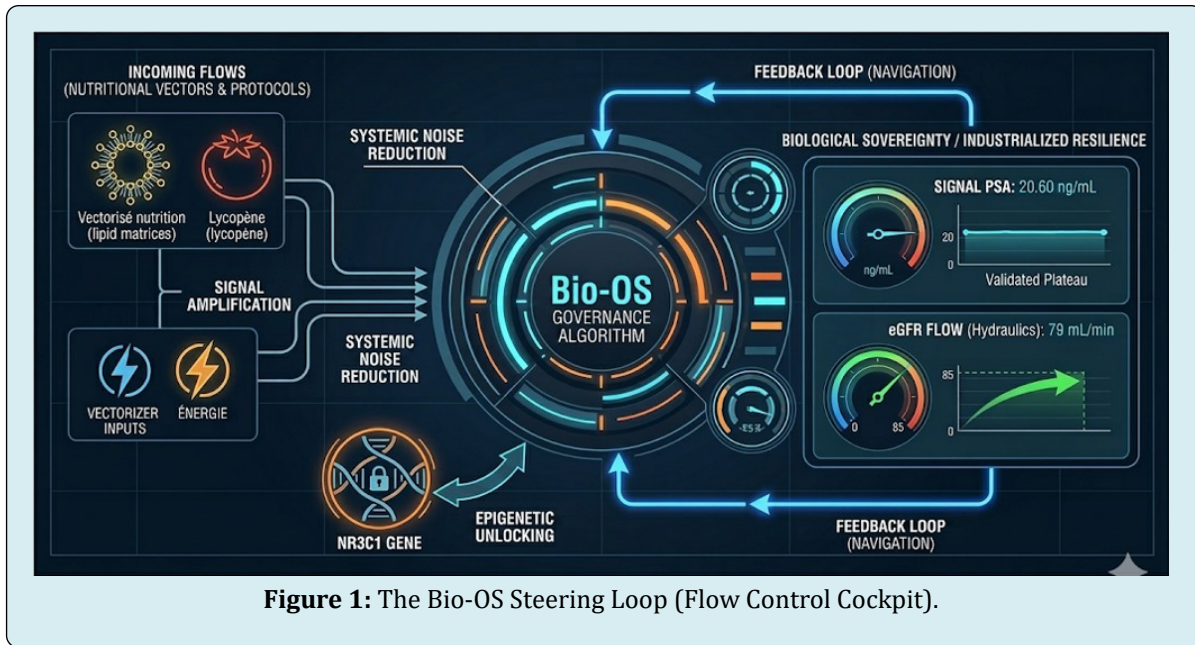 INCOMING FLOWS
(NUTRITIONAL VECTORS & PROTOCOLS)
Vectorisé nutrition
(lipid matrices)
Lycopène
(lycopène)
SIGNAL
AMPLIFICATION
VECTORIZER
INPUTS
ÉNERGIE
SYSTEMIC NOISE
REDUCTION
SYSTEMIC
NOISE
REDUCTION
NR3C1 GENE
EPIGENETIC
UNLOCKING
Bio-OS
GOVERNANCE
ALGORITHM
FEEDBACK LOOP (NAVIGATION)
BIOLOGICAL SOVEREIGNTY / INDUSTRIALIZED RESILIENCE
SIGNAL PSA: 20.60 ng/mL
ng/mL
20
0
Validated Plateau
eGFR FLOW (Hydraulics): 79 mL/min
0
85
85
0
FEEDBACK LOOP
(NAVIGATION)
Figure 1: The Bio-OS Steering Loop (Flow Control Cockpit).